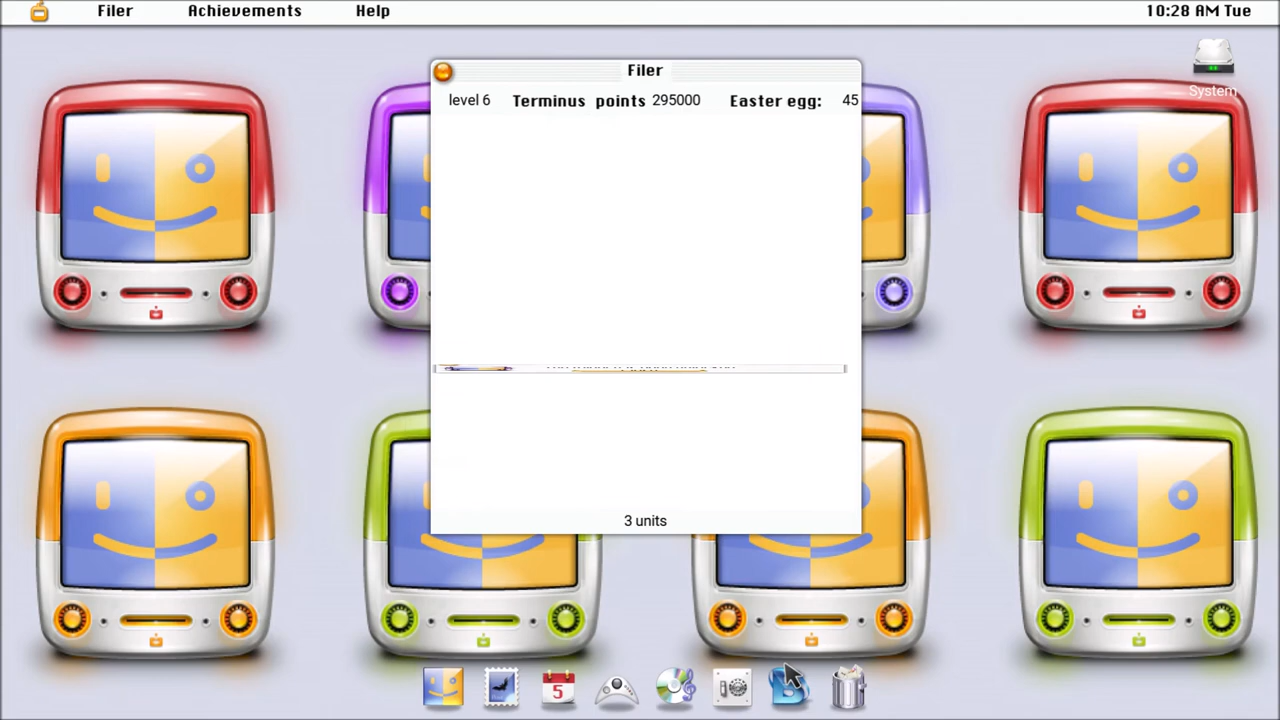 Filer Achievements Help 10:28 AM Tue
Filer
System
level 6 Terminus points 295000 Easter egg: 45
3 units
5